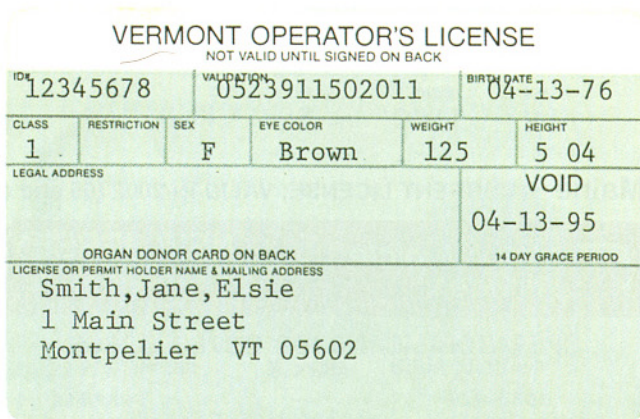 VERMONT OPERATOR'S LICENSE
NOT VALID UNTIL SIGNED ON BACK
ID# VALIDATION BIRTH DATE
12345678 0523911502011 04-13-76
CLASS RESTRICTION SEX EYE COLOR WEIGHT HEIGHT
1 F Brown 125 5 04
LEGAL ADDRESS VOID
04-13-95
ORGAN DONOR CARD ON BACK 14 DAY GRACE PERIOD
LICENSE OR PERMIT HOLDER NAME & MAILING ADDRESS
Smith,Jane,Elsie
1 Main Street
Montpelier VT 05602